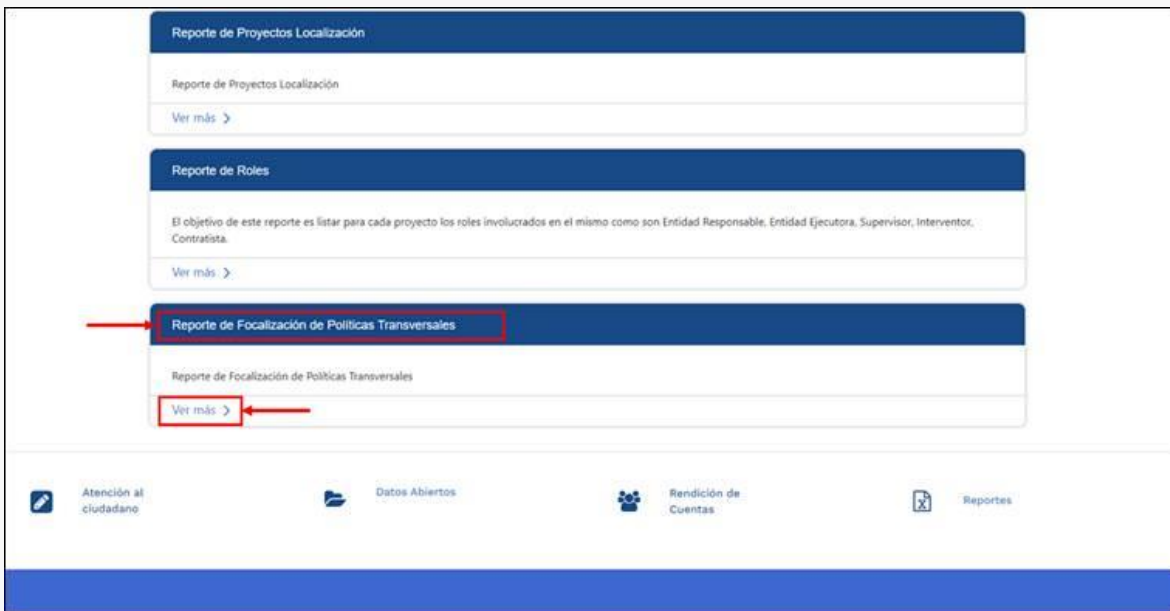 Reporte de Proyectos Localización
Reporte de Proyectos Localización
Ver más
Reporte de Roles
El objetivo de este reporte es listar para cada proyecto los roles involucrados en el mismo como son Entidad Responsable, Entidad Ejecutora, Supervisor, Interventor,
Contratista.
Ver más
Reporte de Focalización de Políticas Transversales
Reporte de Focalización de Políticas Transversales
Ver más
Atención al
ciudadano
Datos Abiertos
Rendición de
Cuentas
Reportes